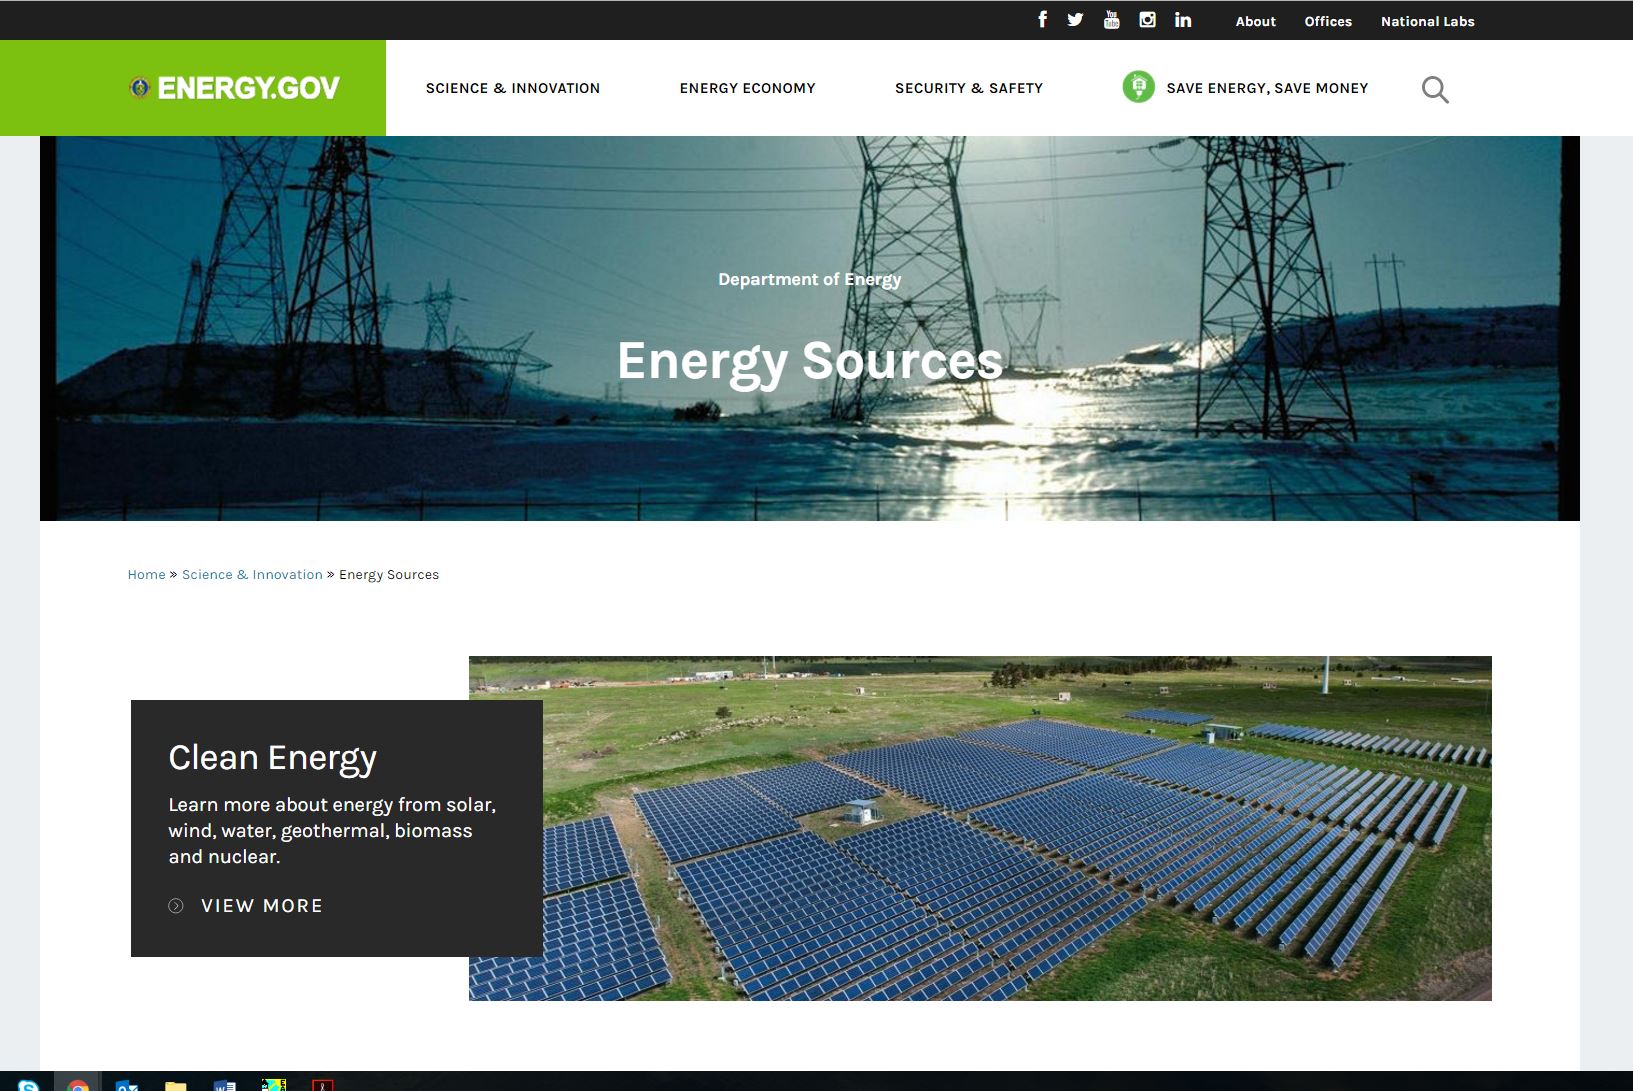 About Offices National Labs
ENERGY.GOV
SCIENCE & INNOVATION ENERGY ECONOMY SECURITY & SAFETY SAVE ENERGY, SAVE MONEY
Department of Energy
Energy Sources
Home » Science & Innovation » Energy Sources
Clean Energy
Learn more about energy from solar,
wind, water, geothermal, biomass
and nuclear.
VIEW MORE